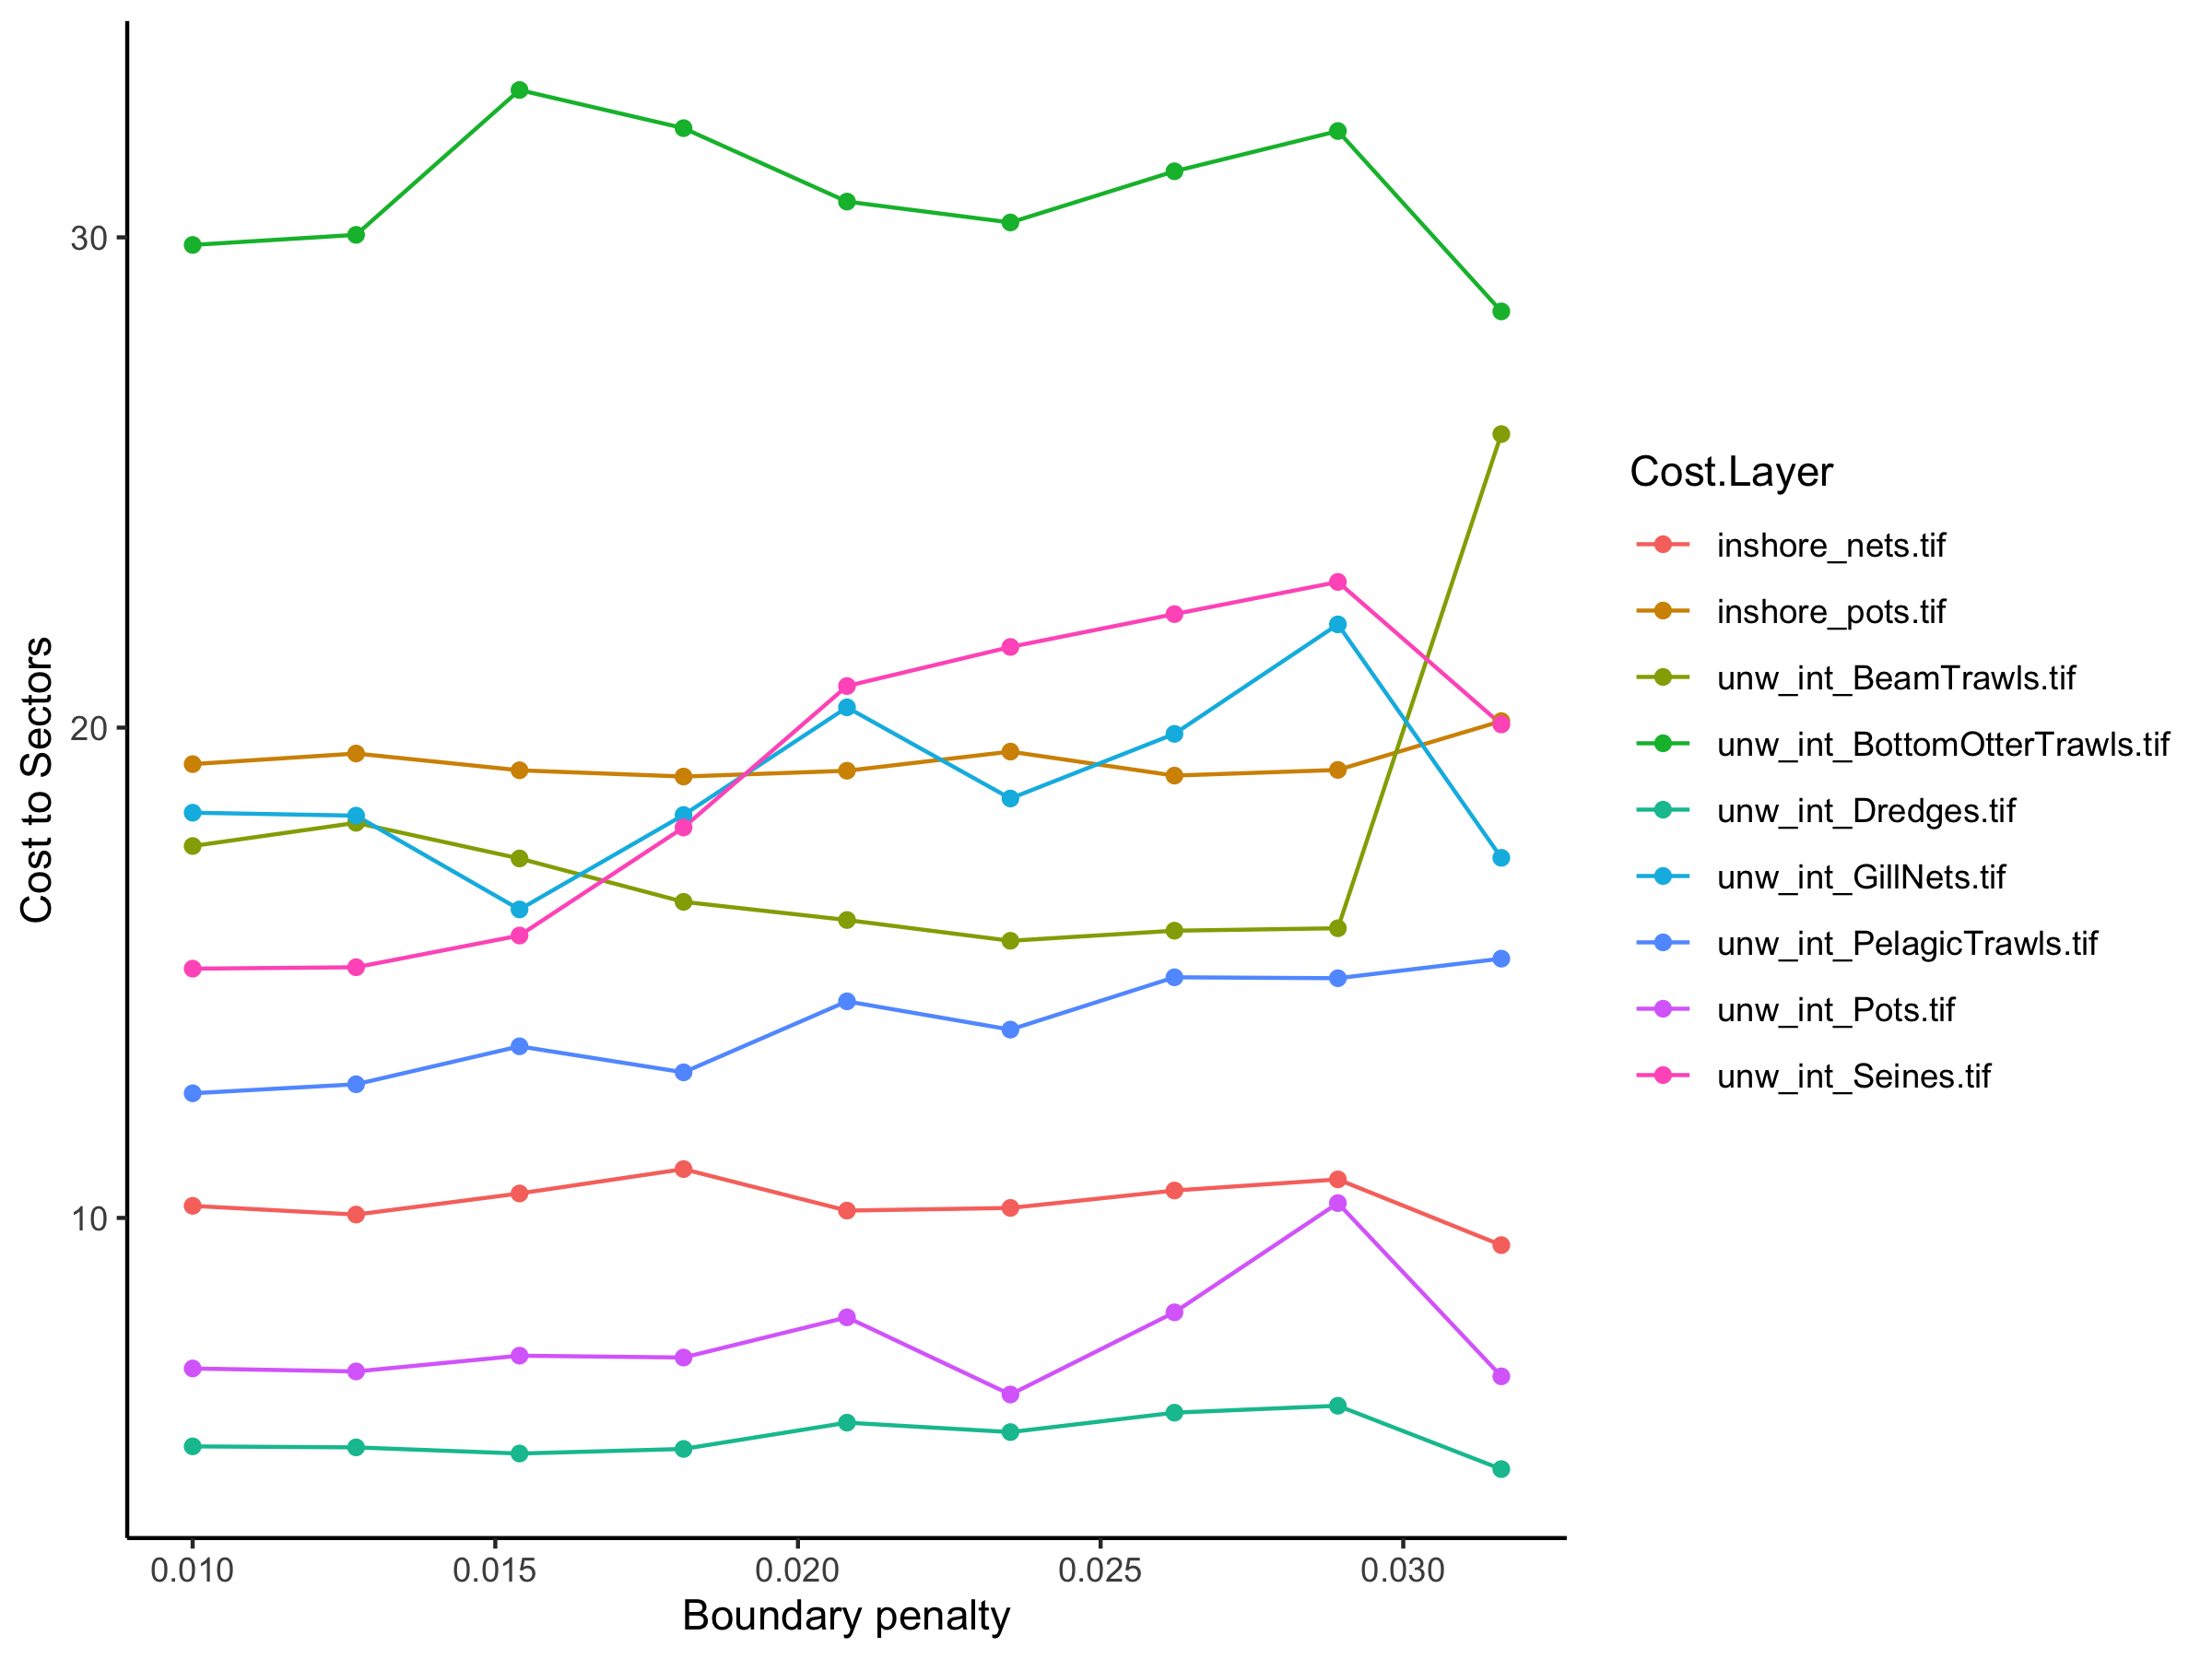 30
20
10
Cost to Sectors
0.010 0.015 0.020 0.025 0.030
Boundary penalty
Cost.Layer
inshore_nets.tif
inshore_pots.tif
unw_int_BeamTrawls.tif
unw_int_BottomOtterTrawls.tif
unw_int_Dredges.tif
unw_int_GillNets.tif
unw_int_PelagicTrawls.tif
unw_int_Pots.tif
unw_int_Seines.tif